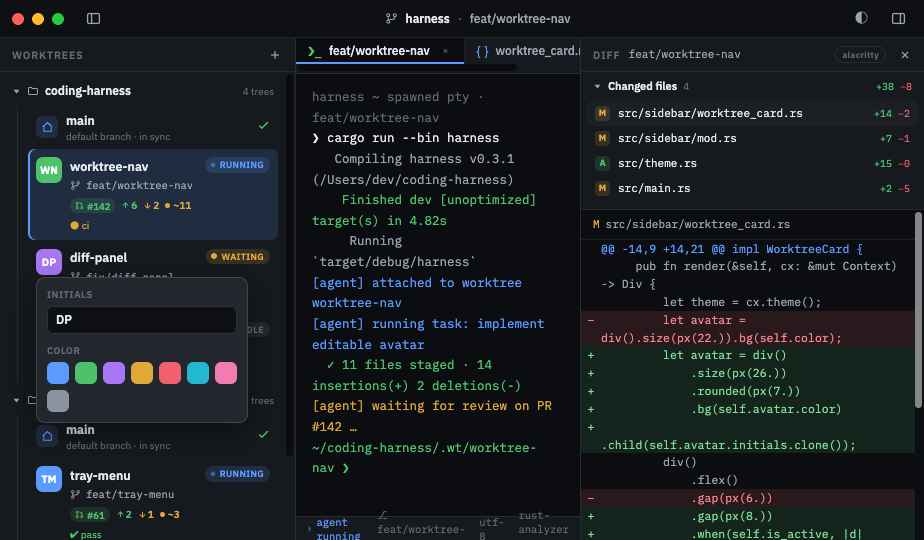 harness · feat/worktree-nav
WORKTREES +
coding-harness 4 trees
main
default branch · in sync
WN worktree-nav RUNNING
feat/worktree-nav
#142 ↑6 ↓2 ●~11
ci
DP diff-panel WAITING
INITIALS
DP
COLOR
trees
main
default branch · in sync
TM tray-menu RUNNING
feat/tray-menu
#61 ↑2 ↓1 ●~3
✔ pass
❯_ feat/worktree-nav ×
{ } worktree_card.r
harness ~ spawned pty ·
feat/worktree-nav
❯ cargo run --bin harness
Compiling harness v0.3.1
(/Users/dev/coding-harness)
Finished dev [unoptimized]
target(s) in 4.82s
Running
`target/debug/harness`
[agent] attached to worktree
worktree-nav
[agent] running task: implement
editable avatar
✓ 11 files staged · 14
insertions(+) 2 deletions(-)
[agent] waiting for review on PR
#142 …
~/coding-harness/.wt/worktree-
nav ❯
agent
running
feat/worktree-
utf-
8
rust-
analyzer
DIFF feat/worktree-nav alacritty ×
Changed files 4 +38 -8
M src/sidebar/worktree_card.rs +14 -2
M src/sidebar/mod.rs +7 -1
A src/theme.rs +15 -0
M src/main.rs +2 -5
M src/sidebar/worktree_card.rs
@@ -14,9 +14,21 @@ impl WorktreeCard {
pub fn render(&self, cx: &mut Context)
-> Div {
let theme = cx.theme();
− let avatar =
div().size(px(22.)).bg(self.color);
+ let avatar = div()
+ .size(px(26.))
+ .rounded(px(7.))
+ .bg(self.avatar.color)
+
.child(self.avatar.initials.clone());
div()
.flex()
− .gap(px(6.))
+ .gap(px(8.))
+ .when(self.is_active, |d|